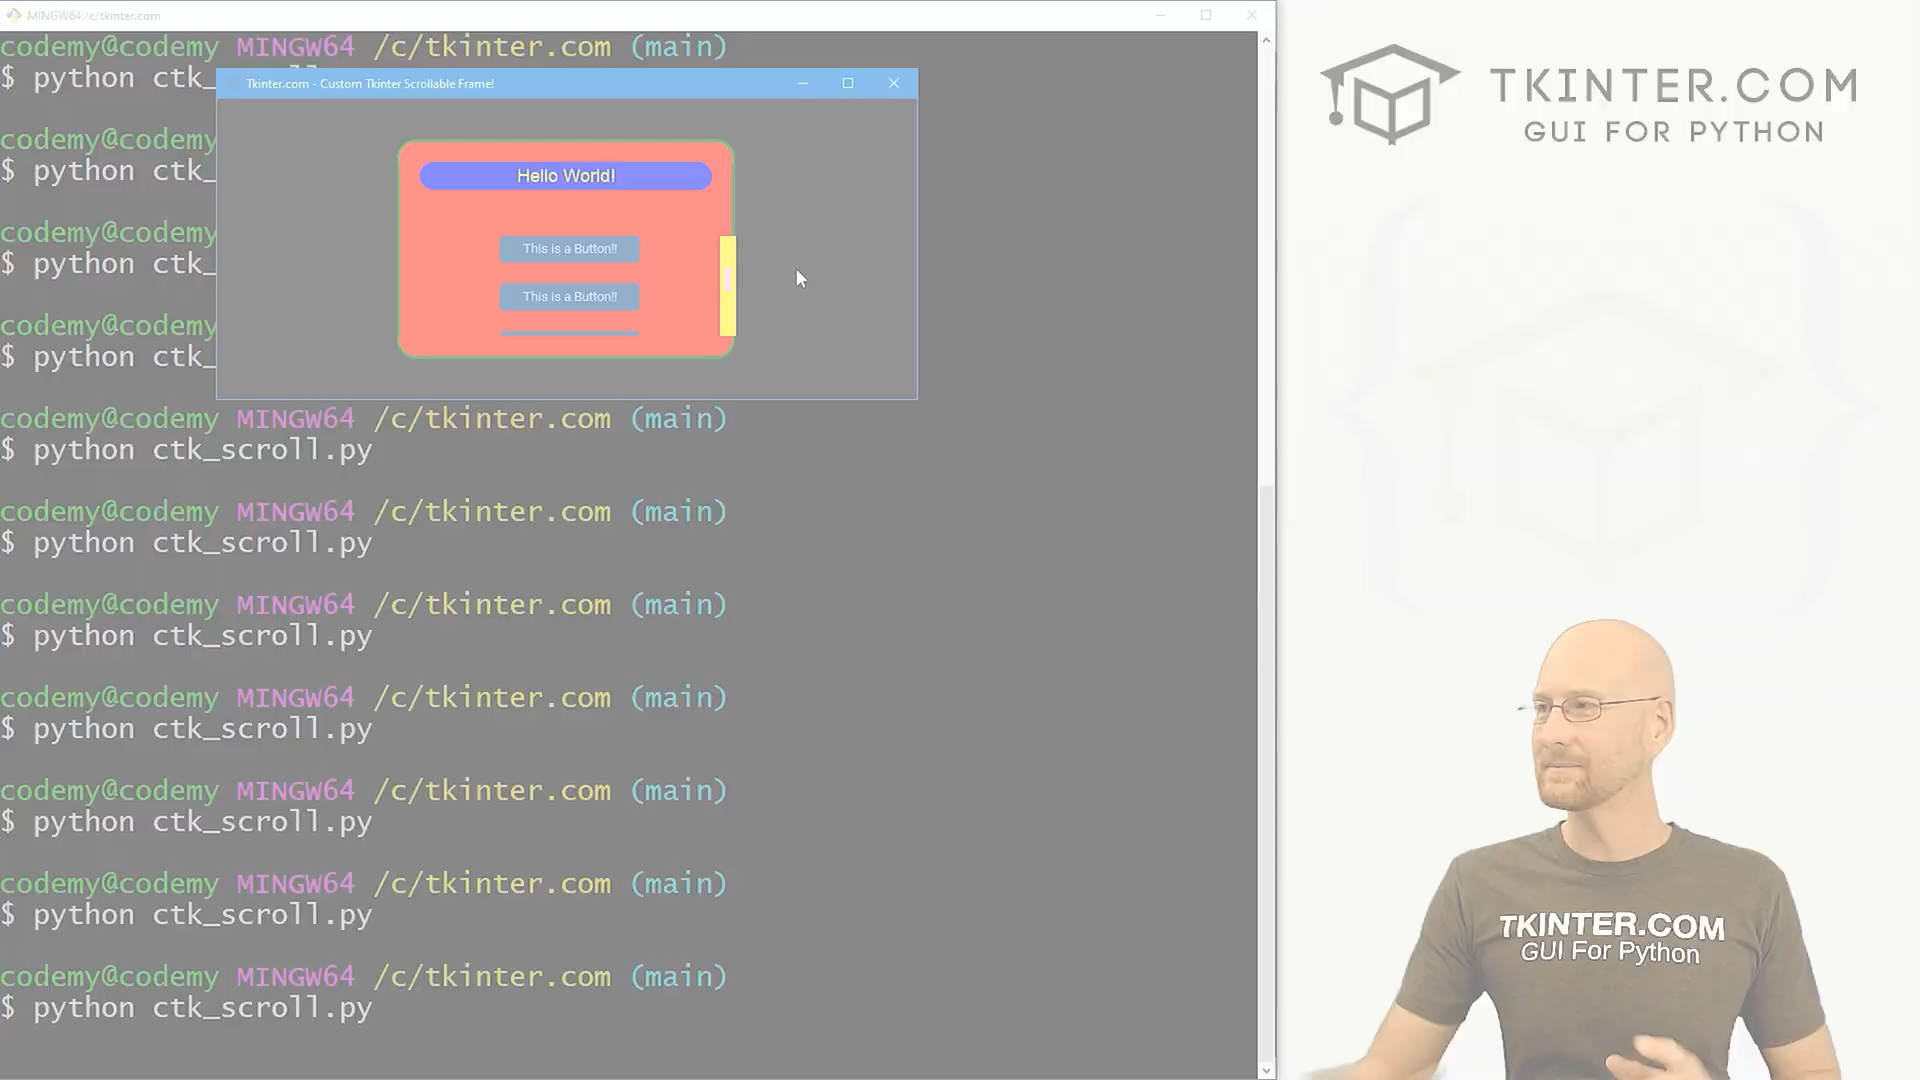 MINGW64:/c/tkinter.com
codemy@codemy MINGW64 /c/tkinter.com (main)
$ python ctk_scroll
Tkinter.com - Custom Tkinter Scrollable Frame!
Hello World!
This is a Button!!
This is a Button!!
codemy@codemy
$ python ctk_
codemy@codemy
$ python ctk_
codemy@codemy
$ python ctk_
codemy@codemy MINGW64 /c/tkinter.com (main)
$ python ctk_scroll.py
codemy@codemy MINGW64 /c/tkinter.com (main)
$ python ctk_scroll.py
codemy@codemy MINGW64 /c/tkinter.com (main)
$ python ctk_scroll.py
codemy@codemy MINGW64 /c/tkinter.com (main)
$ python ctk_scroll.py
codemy@codemy MINGW64 /c/tkinter.com (main)
$ python ctk_scroll.py
codemy@codemy MINGW64 /c/tkinter.com (main)
$ python ctk_scroll.py
codemy@codemy MINGW64 /c/tkinter.com (main)
$ python ctk_scroll.py
TKINTER.COM
GUI FOR PYTHON
TKINTER.COM
GUI For Python